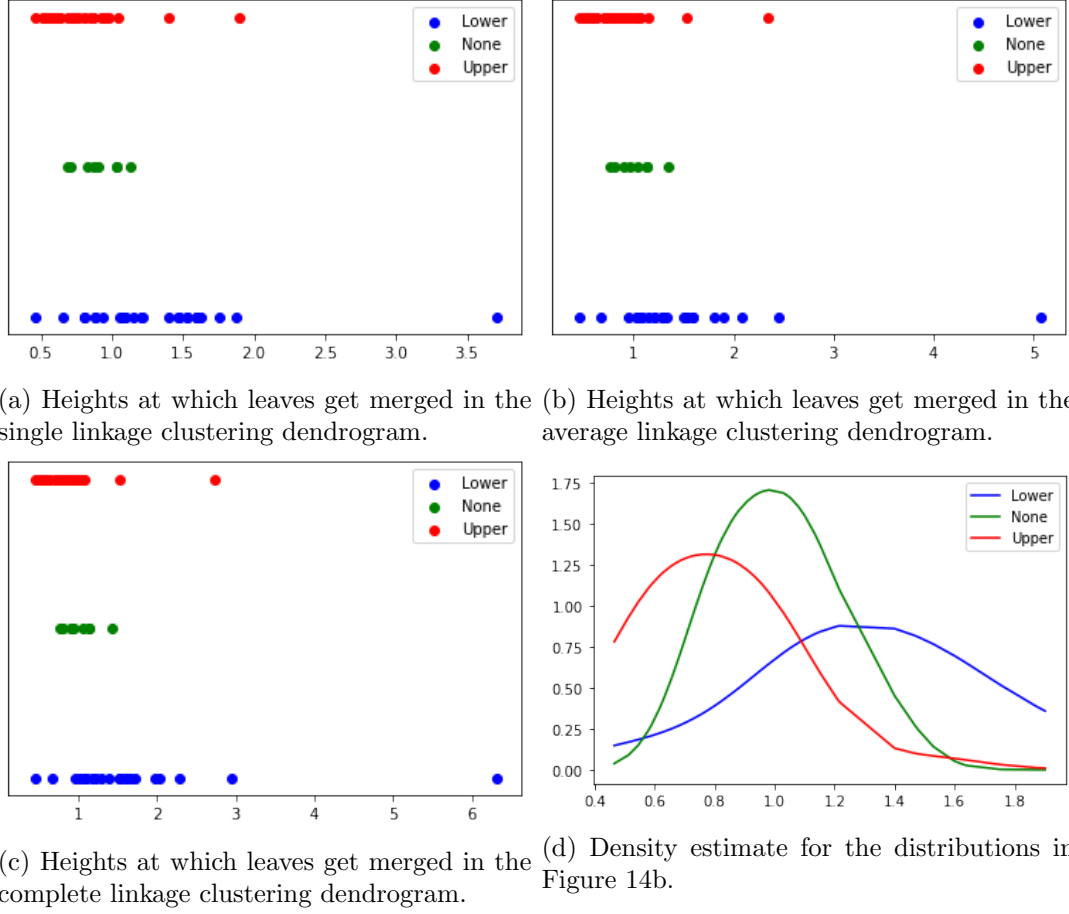 Lower
None
Upper
0.5 1.0 1.5 2.0 2.5 3.0 3.5
Lower
None
Upper
1 2 3 4 5
(a) Heights at which leaves get merged in the
single linkage clustering dendrogram.
(b) Heights at which leaves get merged in the
average linkage clustering dendrogram.
Lower
None
Upper
1 2 3 4 5 6
1.75
1.50
1.25
1.00
0.75
0.50
0.25
0.00
Lower
None
Upper
0.4 0.6 0.8 1.0 1.2 1.4 1.6 1.8
(c) Heights at which leaves get merged in the
complete linkage clustering dendrogram.
(d) Density estimate for the distributions in
Figure 14b.